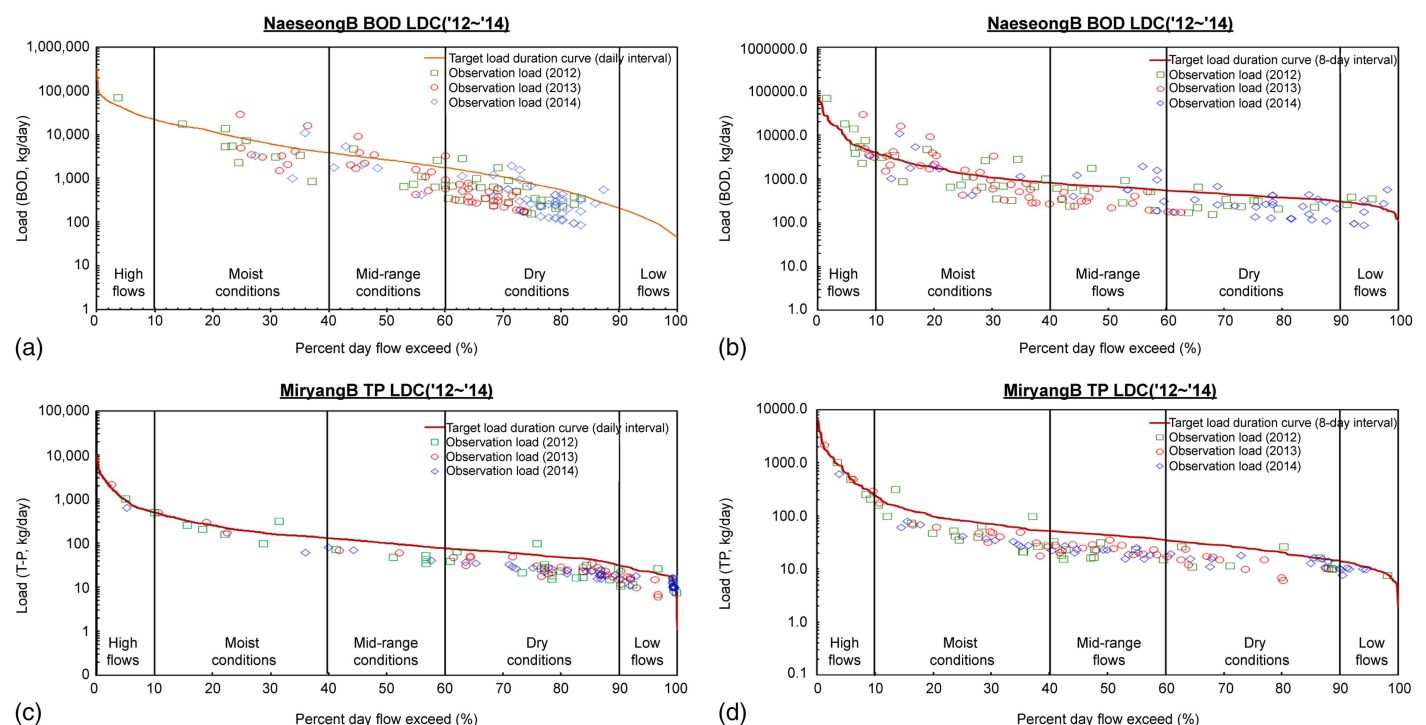 NaeseongB BOD LDC('12~'14)
1,000,000
100,000
10,000
1,000
100
10
1
Load (BOD, kg/day)
Target load duration curve (daily interval)
Observation load (2012)
Observation load (2013)
Observation load (2014)
High flows
Moist conditions
Mid-range conditions
Dry conditions
Low flows
0 10 20 30 40 50 60 70 80 90 100
Percent day flow exceed (%)
(a)
NaeseongB BOD LDC('12~'14)
1000000.0
100000.0
10000.0
1000.0
100.0
10.0
1.0
Load (BOD, kg/day)
Target load duration curve (8-day interval)
Observation load (2012)
Observation load (2013)
Observation load (2014)
High flows
Moist conditions
Mid-range flows
Dry conditions
Low flows
0 10 20 30 40 50 60 70 80 90 100
Percent day flow exceed (%)
(b)
MiryangB TP LDC('12~'14)
100,000
10,000
1,000
100
10
1
0
Load (T-P, kg/day)
Target load duration curve (daily interval)
Observation load (2012)
Observation load (2013)
Observation load (2014)
High flows
Moist conditions
Mid-range conditions
Dry conditions
Low flows
0 10 20 30 40 50 60 70 80 90 100
Percent day flow exceed (%)
(c)
MiryangB TP LDC('12~'14)
10000.0
1000.0
100.0
10.0
1.0
0.1
Load (TP, kg/day)
Target load duration curve (8-day interval)
Observation load (2012)
Observation load (2013)
Observation load (2014)
High flows
Moist conditions
Mid-range flows
Dry conditions
Low flows
0 10 20 30 40 50 60 70 80 90 100
Percent day flow exceed (%)
(d)